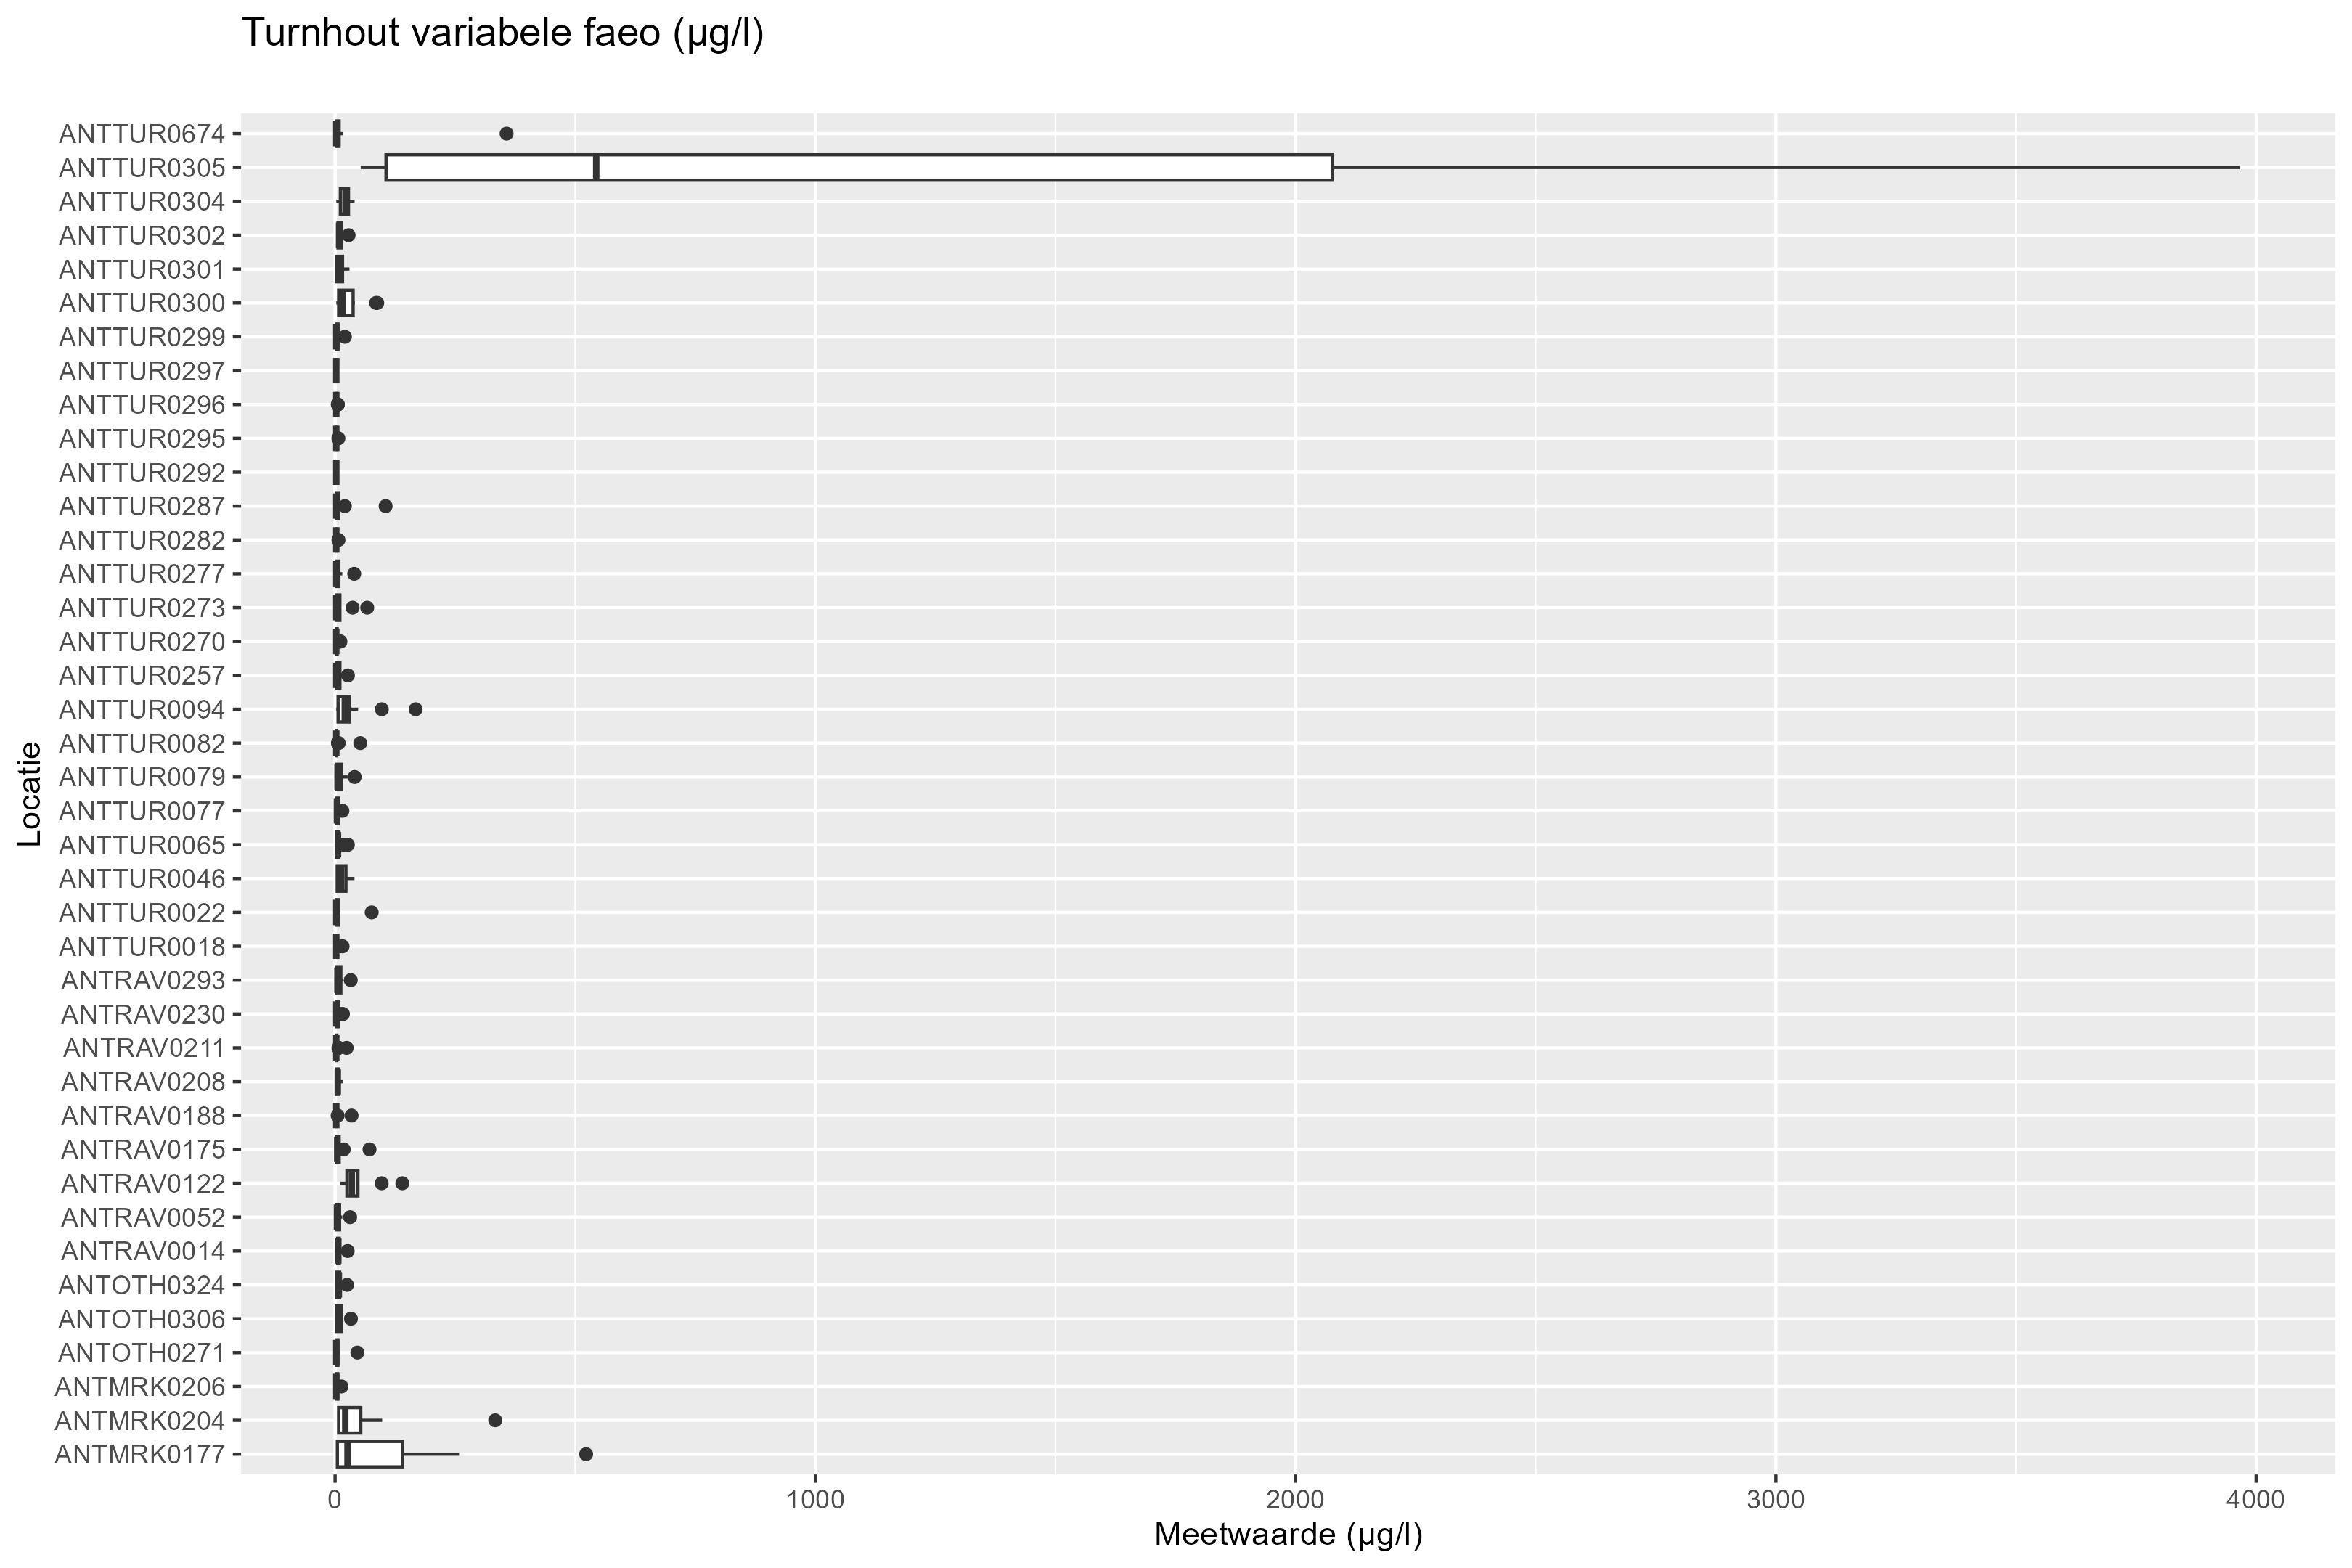 Turnhout variabele faeo (µg/l)
ANTTUR0674
ANTTUR0305
ANTTUR0304
ANTTUR0302
ANTTUR0301
ANTTUR0300
ANTTUR0299
ANTTUR0297
ANTTUR0296
ANTTUR0295
ANTTUR0292
ANTTUR0287
ANTTUR0282
ANTTUR0277
ANTTUR0273
ANTTUR0270
ANTTUR0257
ANTTUR0094
ANTTUR0082
ANTTUR0079
ANTTUR0077
ANTTUR0065
ANTTUR0046
ANTTUR0022
ANTTUR0018
ANTRAV0293
ANTRAV0230
ANTRAV0211
ANTRAV0208
ANTRAV0188
ANTRAV0175
ANTRAV0122
ANTRAV0052
ANTRAV0014
ANTOTH0324
ANTOTH0306
ANTOTH0271
ANTMRK0206
ANTMRK0204
ANTMRK0177
Locatie
0 1000 2000 3000 4000
Meetwaarde (µg/l)